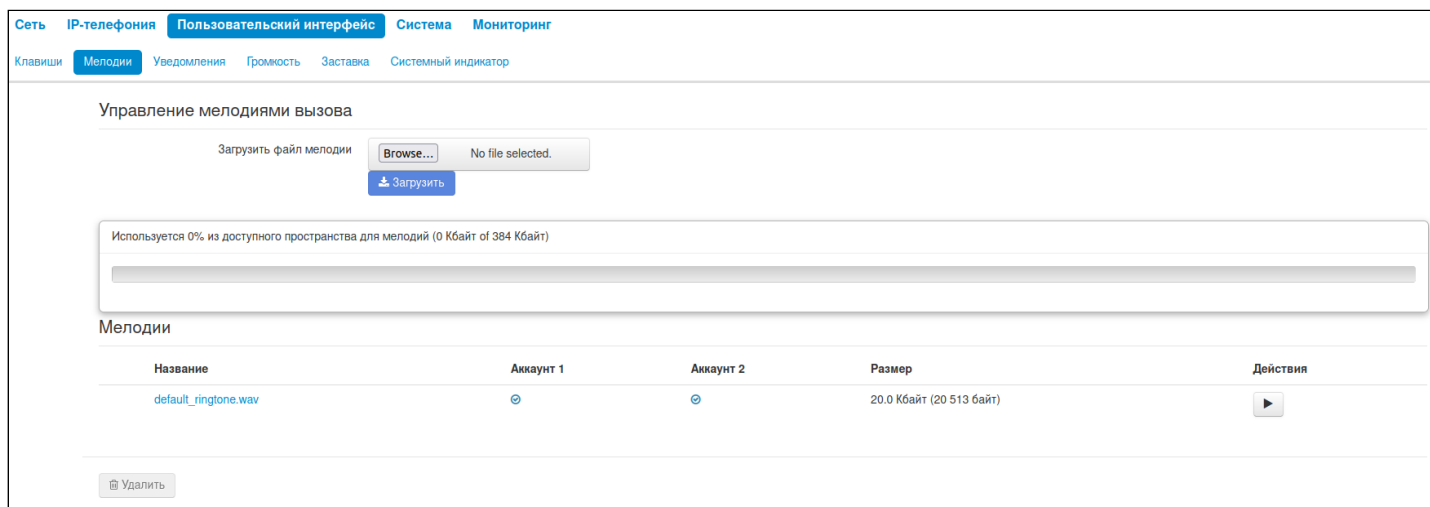 Сеть IP-телефония Пользовательский интерфейс Система Мониторинг
Клавиши Мелодии Уведомления Громкость Заставка Системный индикатор
Управление мелодиями вызова
Загрузить файл мелодии Browse... No file selected.
Загрузить
Используется 0% из доступного пространства для мелодий (0 Кбайт of 384 Кбайт)
Мелодии
Название Аккаунт 1 Аккаунт 2 Размер Действия
default_ringtone.wav 20.0 Кбайт (20 513 байт)
Удалить